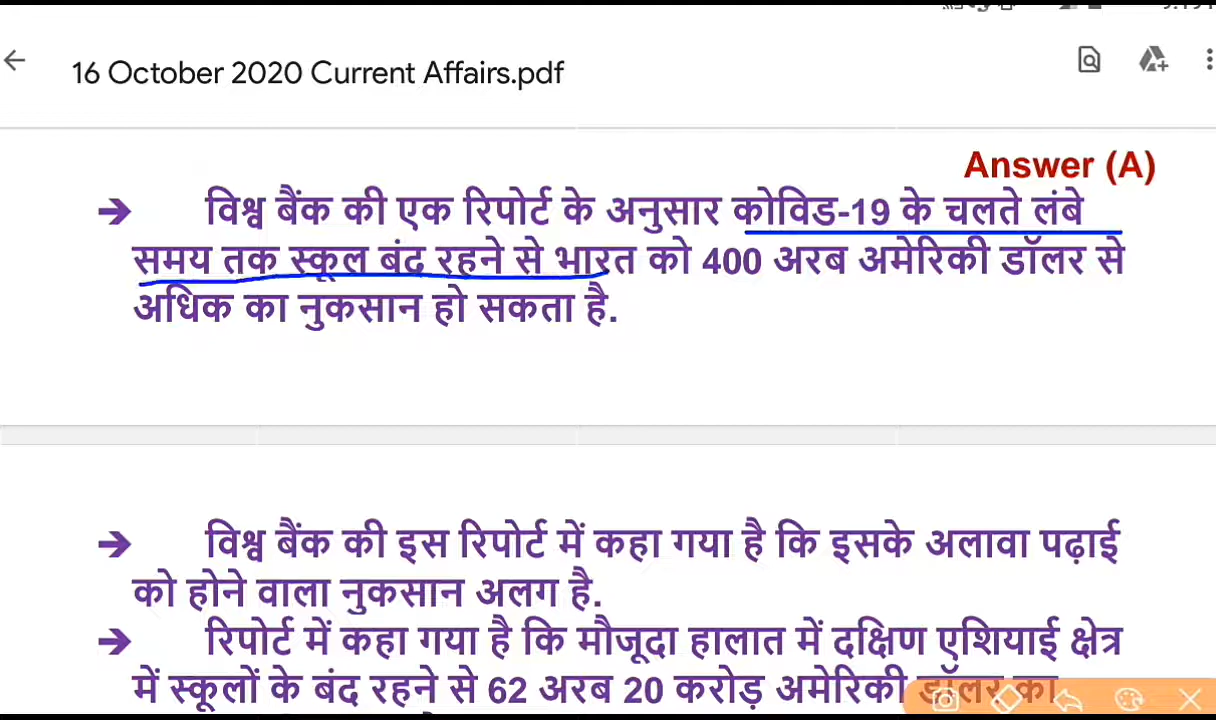 16 October 2020 Current Affairs.pdf
Answer (A)
➔ विश्व बैंक की एक रिपोर्ट के अनुसार कोविड-19 के चलते लंबे
समय तक स्कूल बंद रहने से भारत को 400 अरब अमेरिकी डॉलर से
अधिक का नुकसान हो सकता है.
➔ विश्व बैंक की इस रिपोर्ट में कहा गया है कि इसके अलावा पढ़ाई
को होने वाला नुकसान अलग है.
➔ रिपोर्ट में कहा गया है कि मौजूदा हालात में दक्षिण एशियाई क्षेत्र
में स्कूलों के बंद रहने से 62 अरब 20 करोड़ अमेरिकी डॉलर का